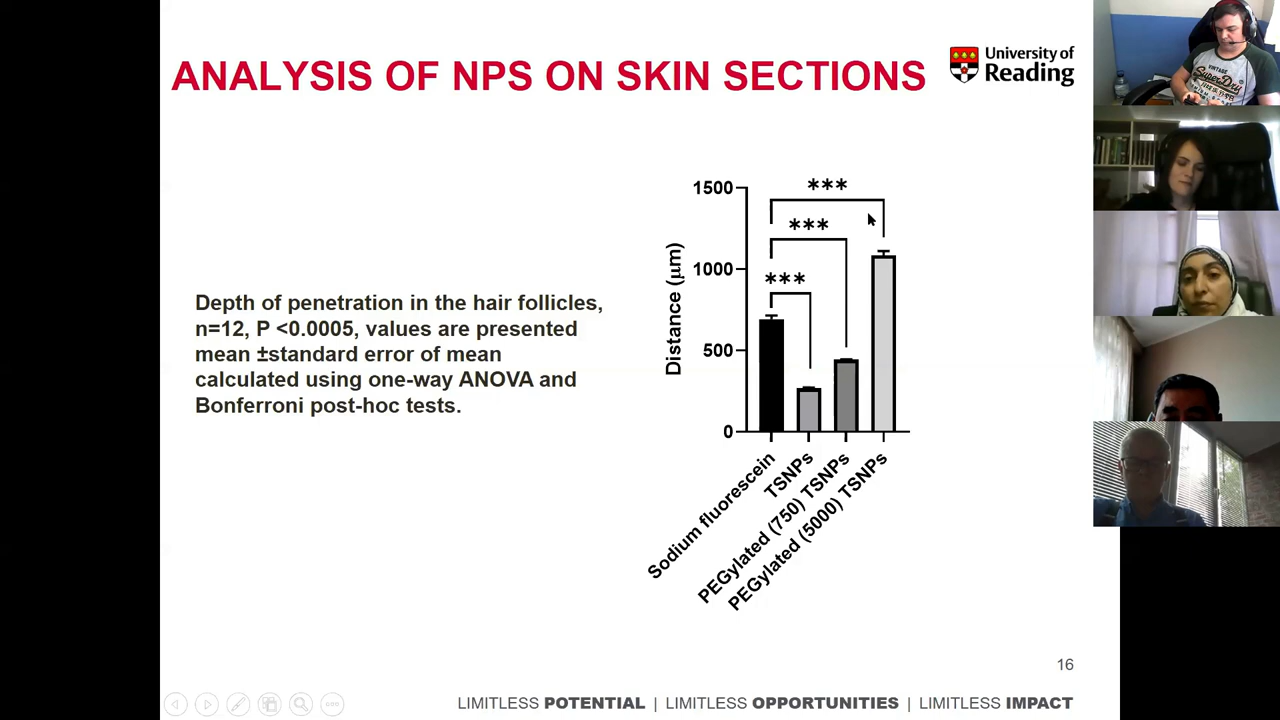 ANALYSIS OF NPS ON SKIN SECTIONS
University of
Reading
Depth of penetration in the hair follicles,
n=12, P <0.0005, values are presented
mean ±standard error of mean
calculated using one-way ANOVA and
Bonferroni post-hoc tests.
Distance (μm)
1500
1000
500
0
***
***
***
Sodium fluorescein
TSNPs
PEGylated (750) TSNPs
PEGylated (5000) TSNPs
16
LIMITLESS POTENTIAL | LIMITLESS OPPORTUNITIES | LIMITLESS IMPACT
VINTAGE
SuperDry